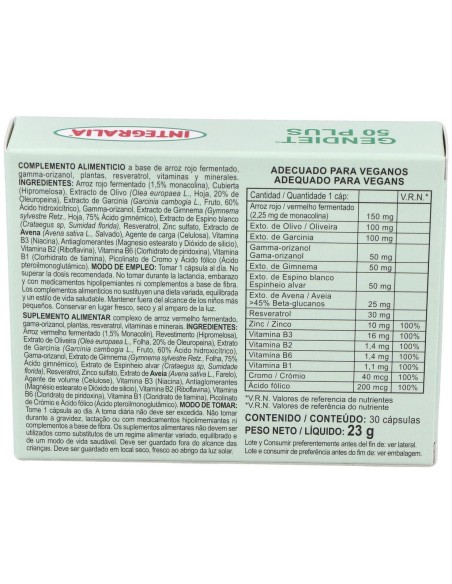 GENDIET
50 PLUS
INTEGRALIA
COMPLEMENTO ALIMENTICIO a base de arroz rojo fermentado,
gamma-orizanol, plantas, resveratrol, vitaminas y minerales.
INGREDIENTES: Arroz rojo fermentado (1,5% monacolina), Cubierta
(Hipromelosa), Extracto de Olivo (Olea europaea L., Hoja, 20% de
Oleuropeína), Extracto de Garcinia (Garcinia cambogia L., Fruto, 60%
Ácido hidroxicítrico), Gamma-orizanol, Extracto de Gymnema (Gymnema
sylvestre Retz., Hoja, 75% Ácido gimnémico), Extracto de Espino blanco
(Crataegus sp, Sumidad florida), Resveratrol, Zinc sulfato, Extracto de
Avena (Avena sativa L., Salvado), Agente de carga (Celulosa), Vitamina
B3 (Niacina), Antiaglomerantes (Magnesio estearato y Dióxido de silicio),
Vitamina B2 (Riboflavina), Vitamina B6 (Clorhidrato de piridoxina), Vitamina
B1 (Clorhidrato de tiamina), Picolinato de Cromo y Ácido fólico (Ácido
pteroilmonoglutámico). MODO DE EMPLEO: Tomar 1 cápsula al día. No
superar la dosis recomendada. No tomar durante la lactancia, embarazo
y con medicamentos hipolipemiantes ni complementos a base de fibra.
Los complementos alimenticios no sustituyen una dieta variada, equilibrada
y un estilo de vida saludable. Mantener fuera del alcance de los niños más
pequeños. Conservar en lugar fresco, seco y al amparo de la luz.
SUPLEMENTO ALIMENTAR complexo de arroz vermelho fermentado,
gama-orizanol, plantas, resveratrol, vitaminas e minerais. INGREDIENTES:
Arroz vermelho fermentado (1.5% Monacolin), Revestimento (Hipromelose),
Extrato de Oliveira (Olea europaea L., Folha, 20% de Oleuropeína), Extrato
de Garcinia (Garcinia cambogia L., Fruto, 60% Ácido hidroxicítrico),
Gama-orizanol, Extrato de Gimnema (Gymnema sylvestre Retz., Folha, 75%
Ácido gimnémico), Extrato de Espinheir alvar (Crataegus sp, Sumidade
florida), Resveratrol, Zinco sulfato, Extrato de Aveia (Avena sativa L., Farelo),
Agente de volume (Celulose), Vitamina B3 (Niacina), Antiaglomerantes
(Magnésio estearato e Dióxido de silício), Vitamina B2 (Riboflavina), Vitamina
B6 (Cloridrato de piridoxina), Vitamina B1 (Cloridrato de tiamina), Picolinato
de Cromo y Ácido fólico (Ácido pteroilmonoglutámico). MODO DE TOMAR:
Tome 1 cápsula ao dia. A toma diária não deve ser excedida. Não tomar
durante a gravidez, lactação ou com medicamentos hipolipemiantes ni com
complementos a base de fibra. Os suplementos alimentares não devem ser
utilizados como substitutos de um regime alimentar variado, equilibrado e
de um modo de vida saudável. Deve ser guardado fora do alcance das
crianças. Deve ser guardado em local seco, fresco ao abrigo da luz solar.
ADECUADO PARA VEGANOS
ADEQUADO PARA VEGANS
Cantidad / Quantidade 1 cáp: V.R.N.*
Arroz rojo / vermelho fermentado
(2,25 mg de monacolina) 150 mg
Exto. de Olivo / Oliveira 100 mg
Exto. de Garcinia 100 mg
Gamma-orizanol
Gama-orizanol 50 mg
Exto. de Gimnema 50 mg
Exto. de Espino blanco
Espinheio alvar 50 mg
Exto. de Avena / Aveia
>45% Beta-glucanos 25 mg
Resveratrol 30 mg
Zinc / Zinco 10 mg 100%
Vitamina B3 16 mg 100%
Vitamina B2 1,4 mg 100%
Vitamina B6 1,4 mg 100%
Vitamina B1 1,1 mg 100%
Cromo / Crómio 40 mcg 100%
Ácido fólico 200 mcg 100%
*V.R.N. Valores de referencia de nutrientes
*V.R.N. Valores de referência do nutrientes
CONTENIDO / CONTEÚDO: 30 cápsulas
PESO NETO / LÍQUIDO: 23 g
Lote y Consumir preferentemente antes del fin de: ver lateral.
Lote e Consumir de preferência antes do fim de: ver embalagem.